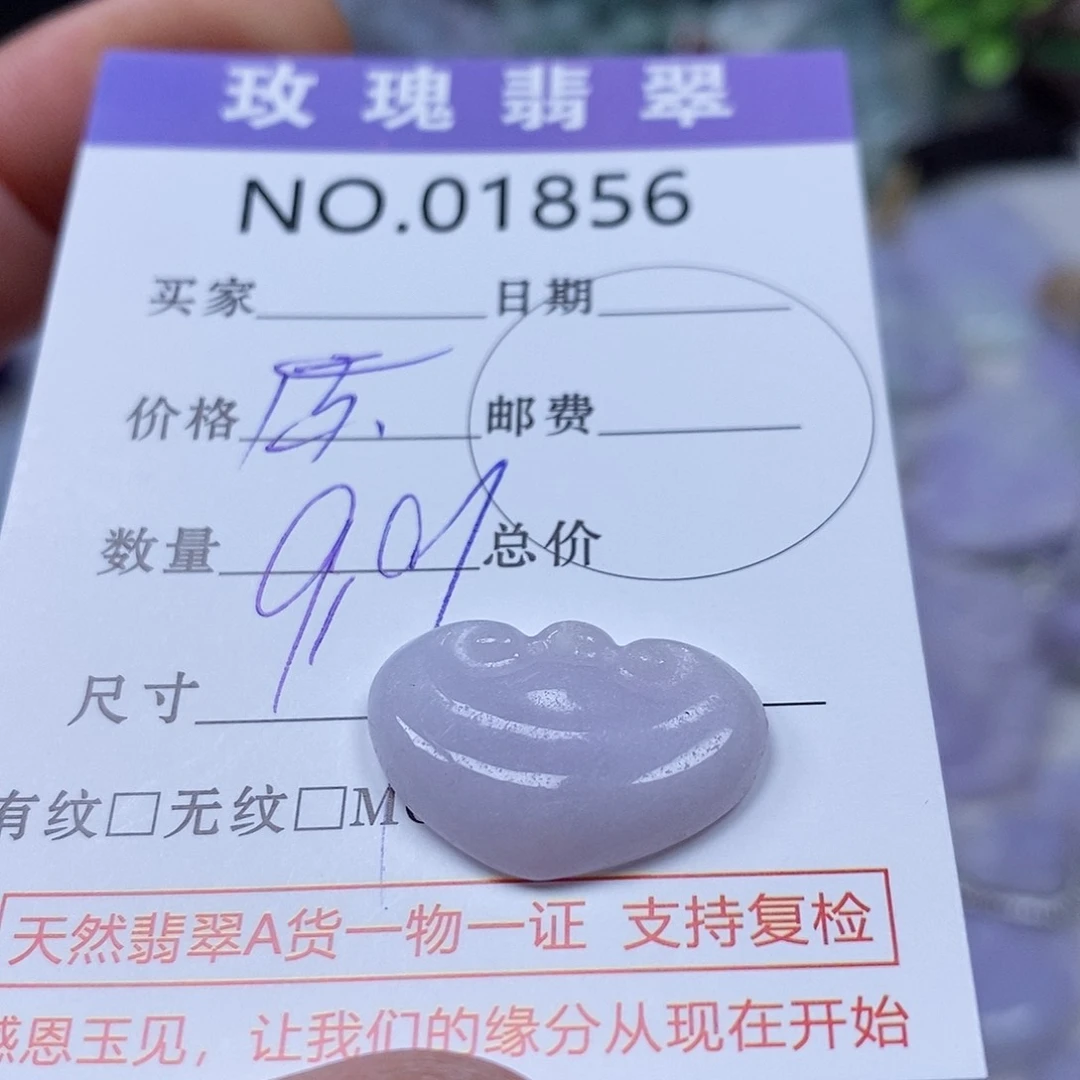 玫瑰翡翠
NO.01856
买家 日期
价格 邮费
数量 总价
尺寸
有纹□无纹□M
天然翡翠A货一物一证 支持复检
感恩玉见，让我们的缘分从现在开始